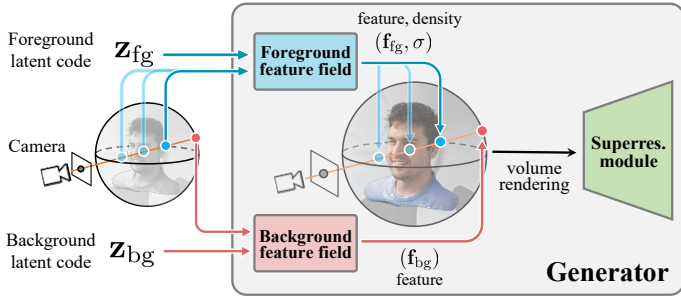 Foreground
latent code
z_fg
Camera
Background
latent code
z_bg
Foreground
feature field
Background
feature field
feature, density
(f_fg, σ)
(f_bg)
feature
volume
rendering
Superres.
module
Generator